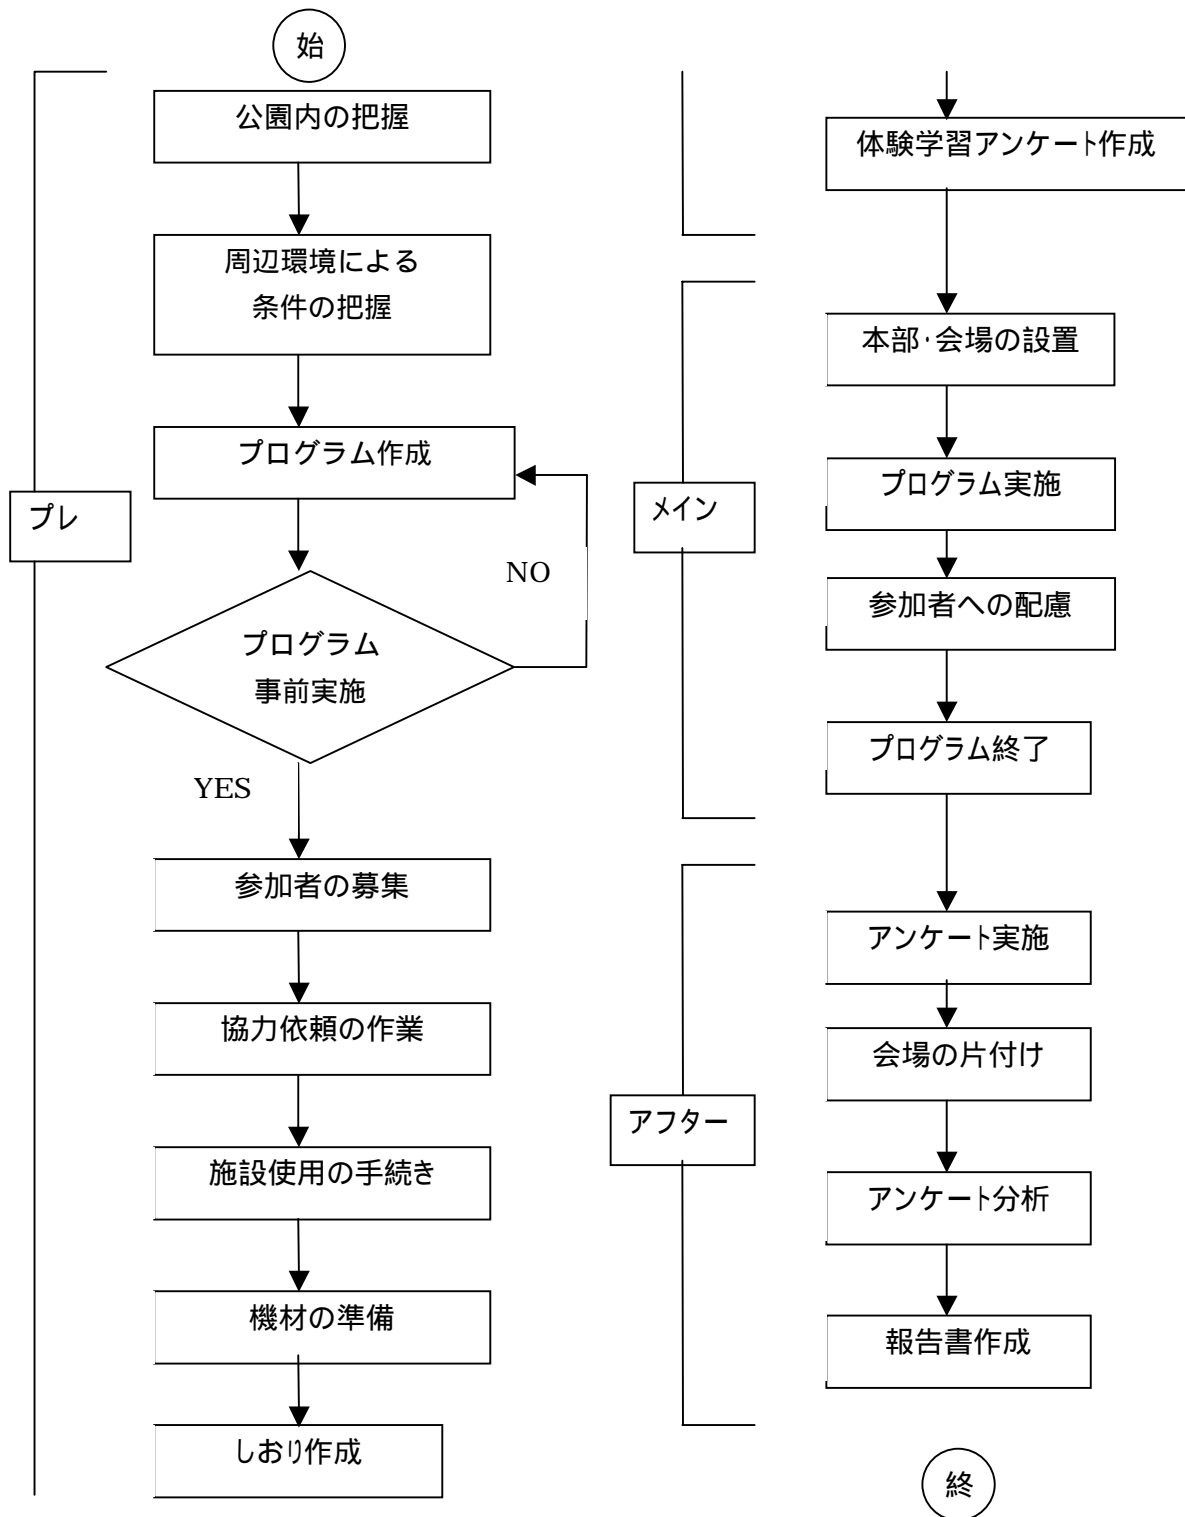 始
公園内の把握
周辺環境による
条件の把握
プログラム作成
プレ
NO
プログラム
事前実施
YES
参加者の募集
協力依頼の作業
施設使用の手続き
機材の準備
しおり作成
体験学習アンケート作成
本部・会場の設置
プログラム実施
メイン
参加者への配慮
プログラム終了
アンケート実施
会場の片付け
アフター
アンケート分析
報告書作成
終